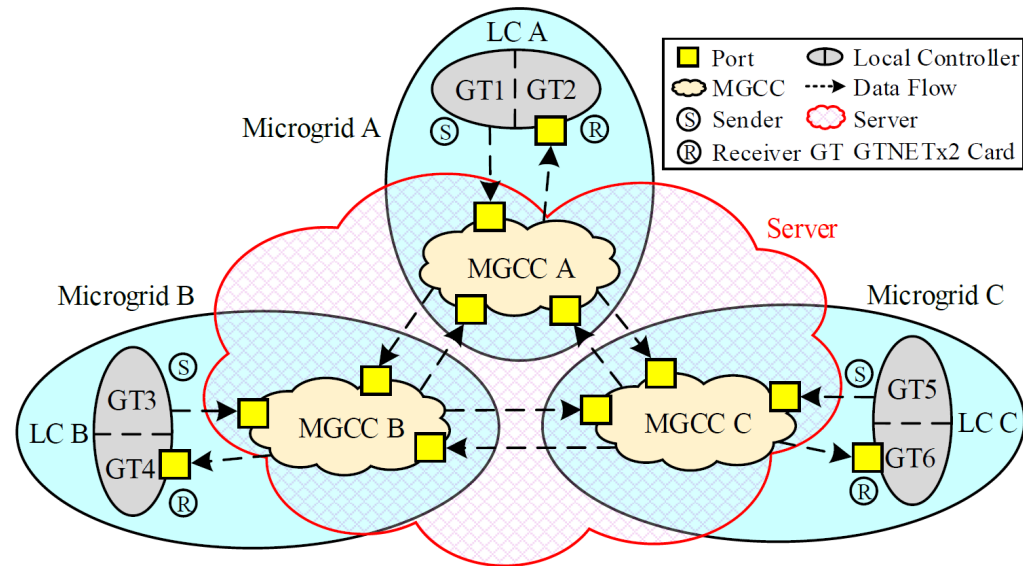 LC A
GT1 GT2
S
R
Microgrid A
Port
Local Controller
MGCC
Data Flow
S Sender
Server
R Receiver
GT GTNETx2 Card
Server
MGCC A
Microgrid B
Microgrid C
S
S
GT3
GT5
LC B
MGCC B
MGCC C
LC C
GT4
GT6
R
R